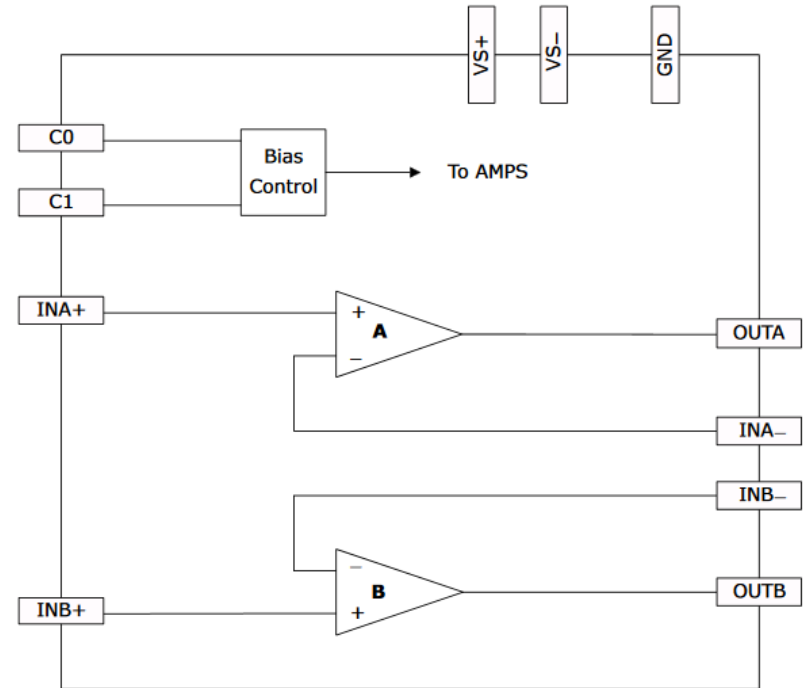 VS+
VS−
GND
C0
Bias
Control
To AMPS
C1
INA+
+
A
−
OUTA
INA−
INB−
−
B
+
OUTB
INB+